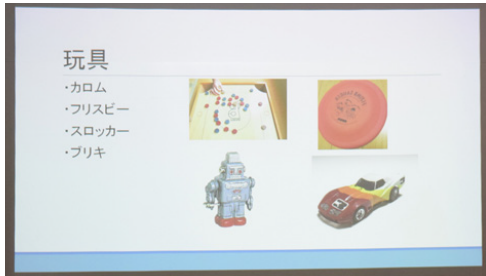 玩具
・カロム
・フリスビー
・スロッカー
・ブリキ